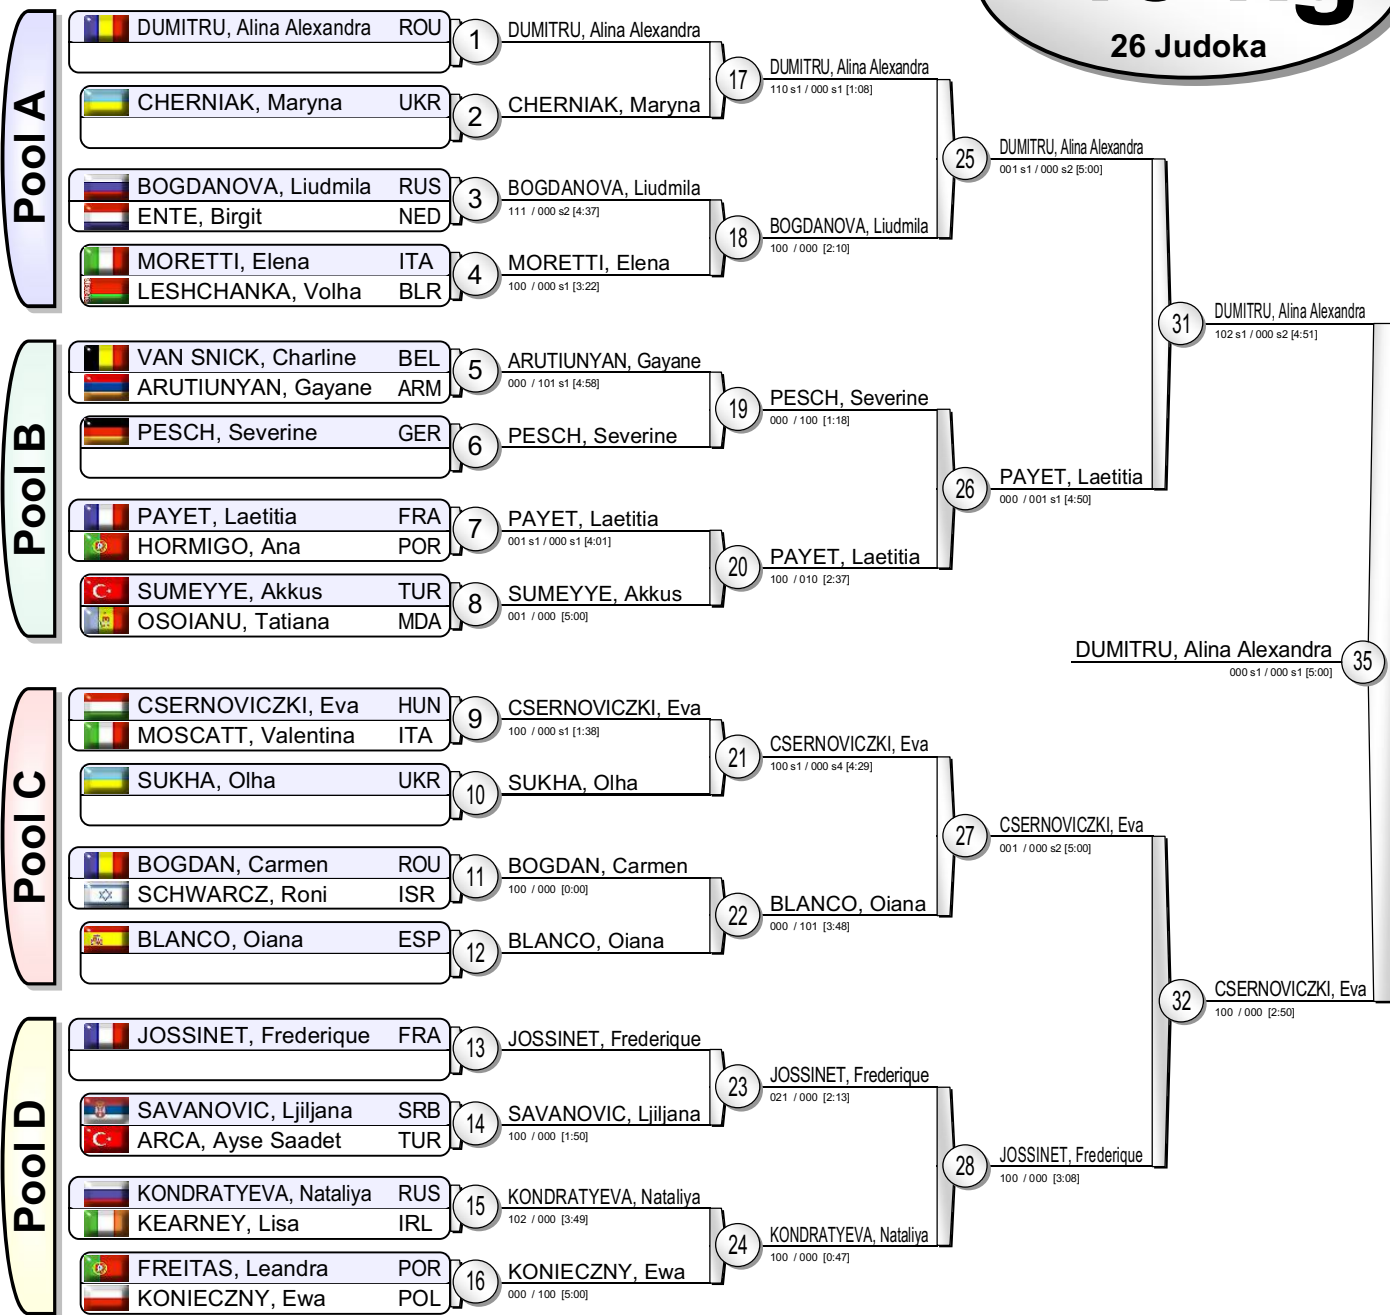 26 Judoka
Pool A
DUMITRU, Alina Alexandra ROU
1
CHERNIAK, Maryna UKR
2
BOGDANOVA, Liudmila RUS
ENTE, Birgit NED
3
MORETTI, Elena ITA
LESHCHANKA, Volha BLR
4
Pool B
VAN SNICK, Charline BEL
ARUTIUNYAN, Gayane ARM
5
PESCH, Severine GER
6
PAYET, Laetitia FRA
HORMIGO, Ana POR
7
SUMEYYE, Akkus TUR
OSOIANU, Tatiana MDA
8
Pool C
CSERNOVICZKI, Eva HUN
MOSCATT, Valentina ITA
9
SUKHA, Olha UKR
10
BOGDAN, Carmen ROU
SCHWARCZ, Roni ISR
11
BLANCO, Oiana ESP
12
Pool D
JOSSINET, Frederique FRA
13
SAVANOVIC, Ljiljana SRB
ARCA, Ayse Saadet TUR
14
KONDRATYEVA, Nataliya RUS
KEARNEY, Lisa IRL
15
FREITAS, Leandra POR
KONIECZNY, Ewa POL
16
DUMITRU, Alina Alexandra
CHERNIAK, Maryna
17
BOGDANOVA, Liudmila
111 / 000 s2 [4:37]
MORETTI, Elena
100 / 000 s1 [3:22]
18
ARUTIUNYAN, Gayane
000 / 101 s1 [4:58]
PESCH, Severine
19
PAYET, Laetitia
001 s1 / 000 s1 [4:01]
SUMEYYE, Akkus
001 / 000 [5:00]
20
CSERNOVICZKI, Eva
100 / 000 s1 [1:38]
SUKHA, Olha
21
BOGDAN, Carmen
100 / 000 [0:00]
BLANCO, Oiana
22
JOSSINET, Frederique
SAVANOVIC, Ljiljana
100 / 000 [1:50]
23
KONDRATYEVA, Nataliya
102 / 000 [3:49]
KONIECZNY, Ewa
000 / 100 [5:00]
24
DUMITRU, Alina Alexandra
110 s1 / 000 s1 [1:08]
BOGDANOVA, Liudmila
100 / 000 [2:10]
25
PESCH, Severine
000 / 100 [1:18]
PAYET, Laetitia
100 / 010 [2:37]
26
CSERNOVICZKI, Eva
100 s1 / 000 s4 [4:29]
BLANCO, Oiana
000 / 101 [3:48]
27
JOSSINET, Frederique
021 / 000 [2:13]
KONDRATYEVA, Nataliya
100 / 000 [0:47]
28
DUMITRU, Alina Alexandra
001 s1 / 000 s2 [5:00]
PAYET, Laetitia
000 / 001 s1 [4:50]
31
CSERNOVICZKI, Eva
001 / 000 s2 [5:00]
JOSSINET, Frederique
100 / 000 [3:08]
32
DUMITRU, Alina Alexandra
102 s1 / 000 s2 [4:51]
CSERNOVICZKI, Eva
100 / 000 [2:50]
DUMITRU, Alina Alexandra
000 s1 / 000 s1 [5:00]
35